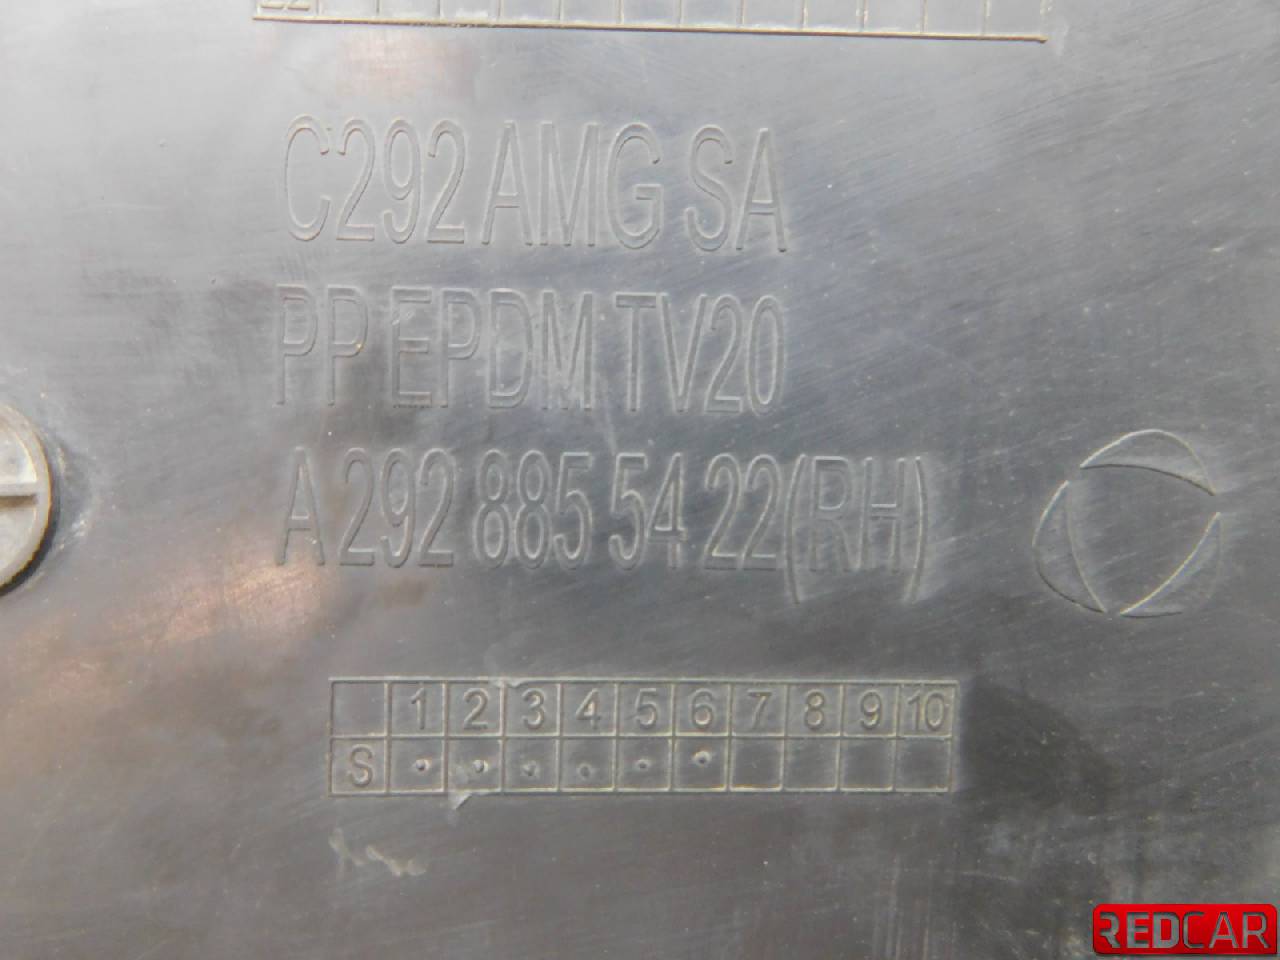 C292 AMG SA
PP EPDM TV20
A 292 885 54 22 (RH)
1 2 3 4 5 6 7 8 9 10
S
REDCAR